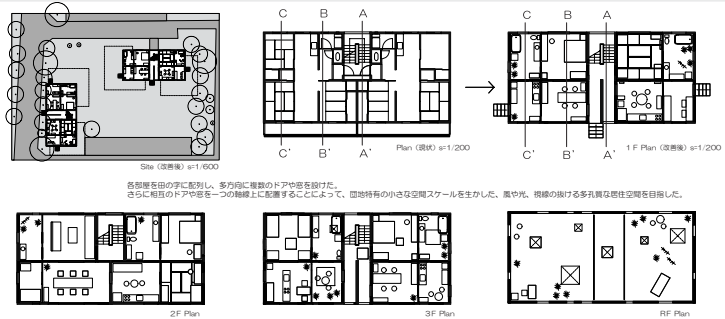 C B A
C B A
C' B' A'
C' B' A'
Site（改善後）s=1/600
Plan（現状）s=1/200
1F Plan（改善後）s=1/200
各部屋を田の字に配列し、多方向に複数のドアや窓を設けた。
さらに相互のドアや窓を一つの軸線上に配置することによって、団地特有の小さな空間スケールを生かした、風や光、視線の抜ける多孔質な居住空間を目指した。
2F Plan
3F Plan
RF Plan